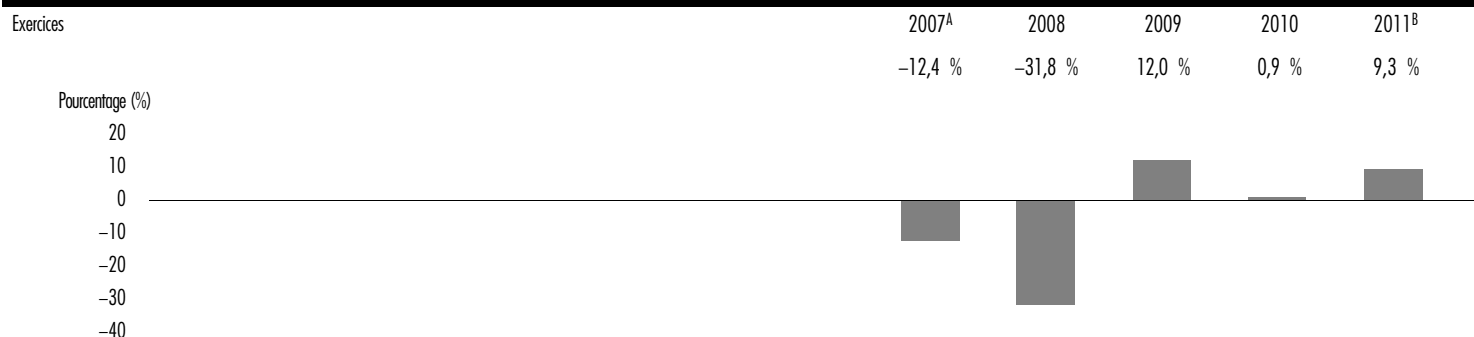 Exercices 2007ᴬ 2008 2009 2010 2011ᴮ
–12,4 % –31,8 % 12,0 % 0,9 % 9,3 %
Pourcentage (%)
20
10
0
–10
–20
–30
–40